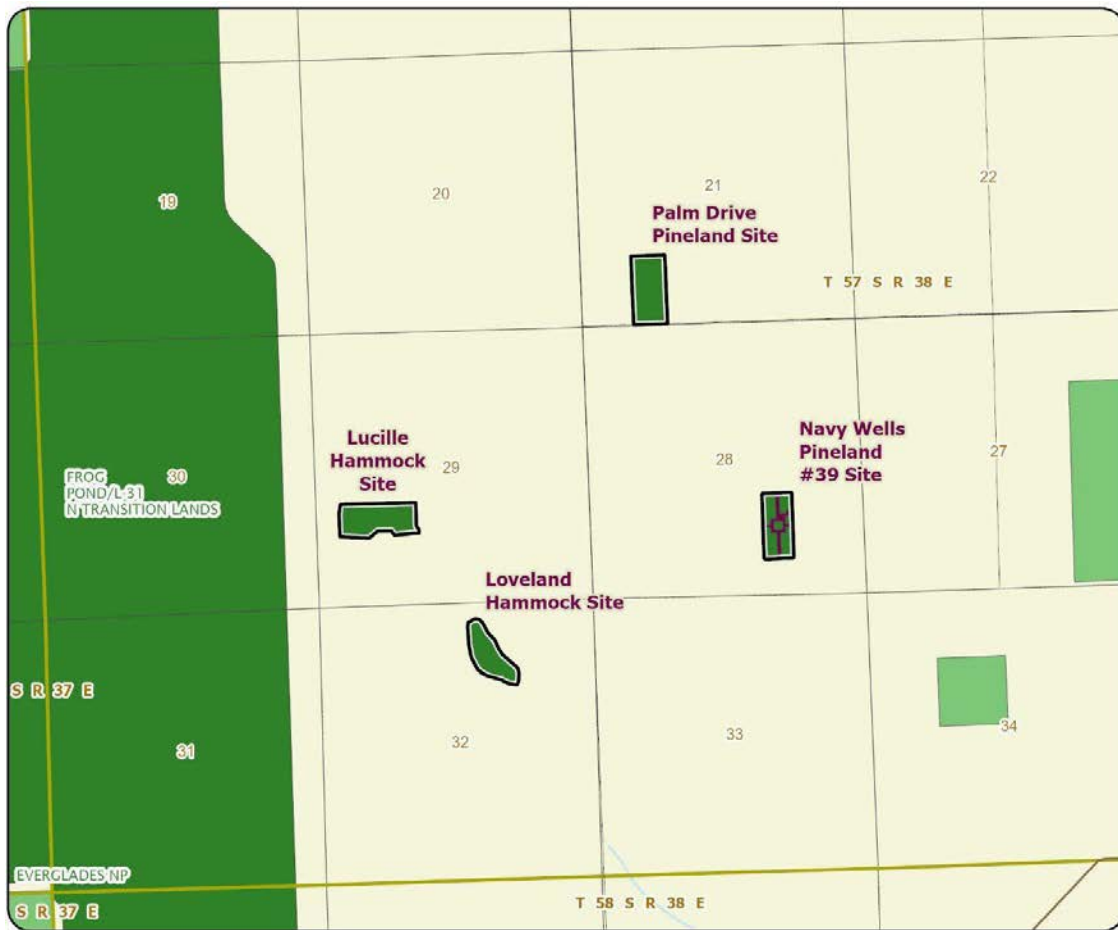 19
20
21
22
Palm Drive
Pineland Site
T 57 S R 38 E
Lucille
Hammock
Site
29
30
FROG
POND/L-31
N TRANSITION LANDS
28
Navy Wells
Pineland
#39 Site
27
Loveland
Hammock Site
S R 37 E
31
32
33
34
EVERGLADES NP
S R 37 E
T 58 S R 38 E